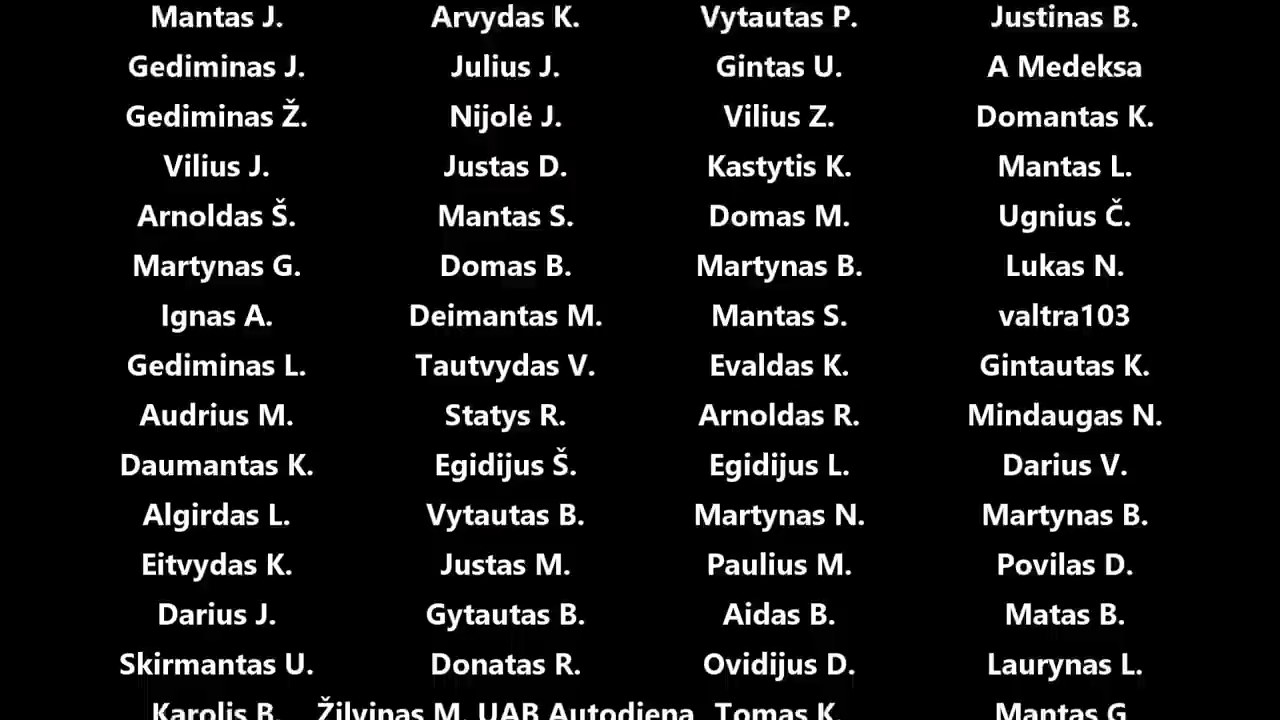 Mantas J. Arvydas K. Vytautas P. Justinas B.
Gediminas J. Julius J. Gintas U. A Medeksa
Gediminas Ž. Nijolė J. Vilius Z. Domantas K.
Vilius J. Justas D. Kastytis K. Mantas L.
Arnoldas Š. Mantas S. Domas M. Ugnius Č.
Martynas G. Domas B. Martynas B. Lukas N.
Ignas A. Deimantas M. Mantas S. valtra103
Gediminas L. Tautvydas V. Evaldas K. Gintautas K.
Audrius M. Statys R. Arnoldas R. Mindaugas N.
Daumantas K. Egidijus Š. Egidijus L. Darius V.
Algirdas L. Vytautas B. Martynas N. Martynas B.
Eitvydas K. Justas M. Paulius M. Povilas D.
Darius J. Gytautas B. Aidas B. Matas B.
Skirmantas U. Donatas R. Ovidijus D. Laurynas L.
Karolis B. Žilvinas M. UAB Autodiena Tomas K. Mantas G.